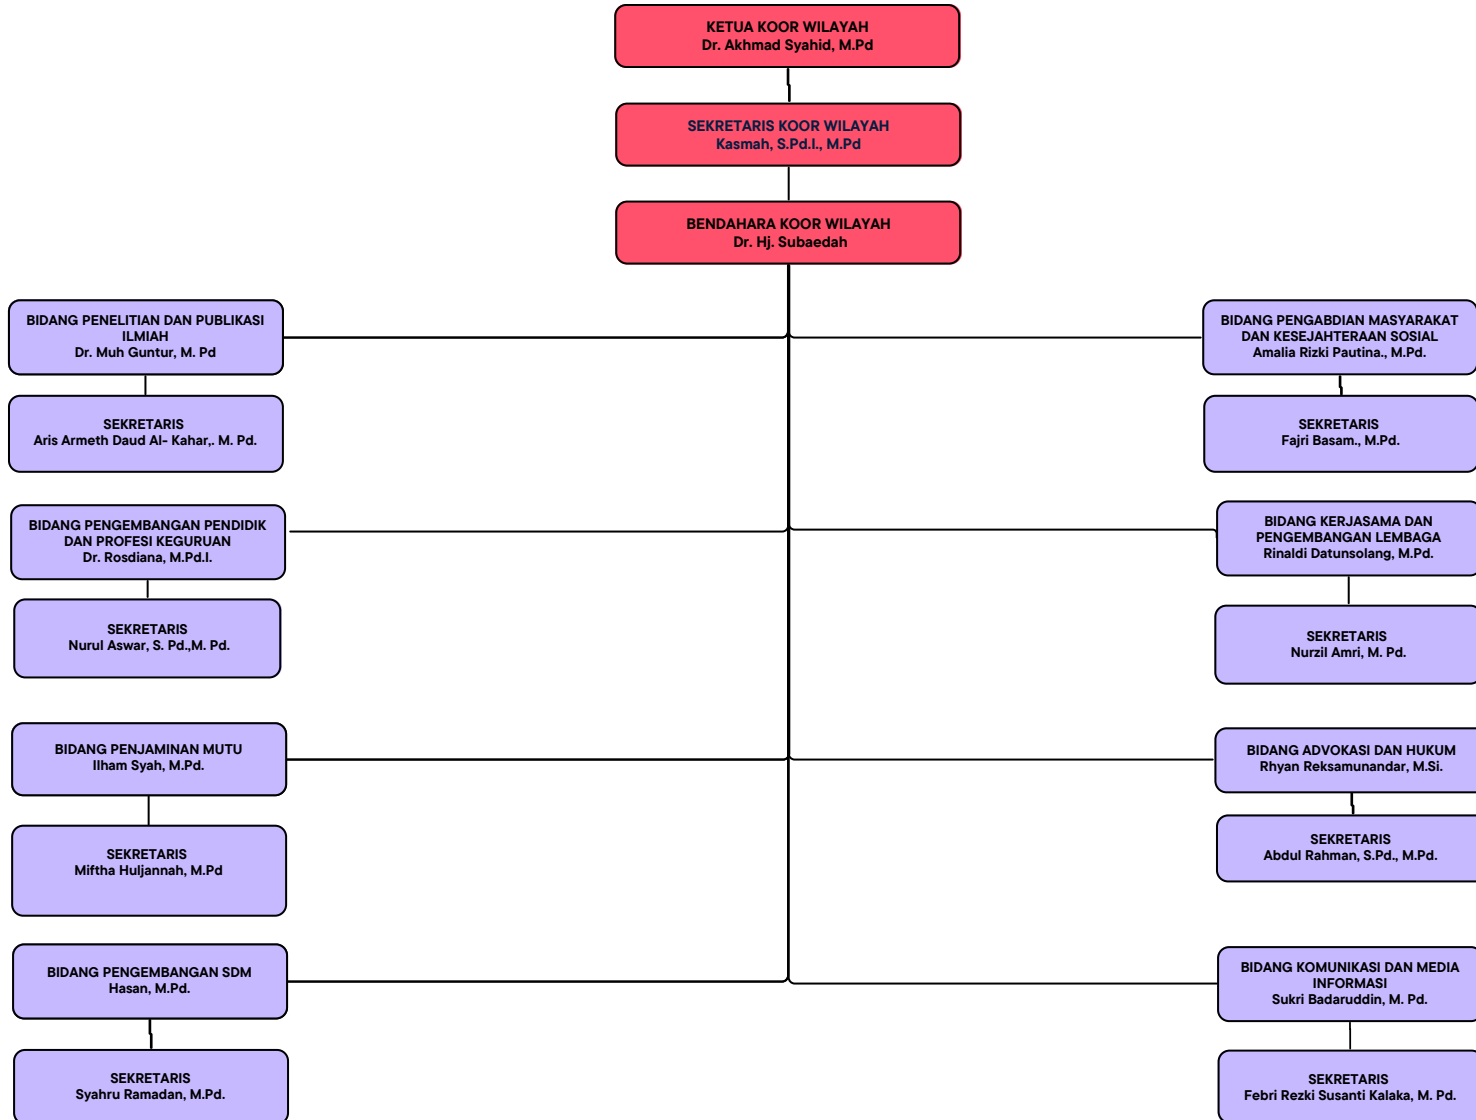 KETUA KOOR WILAYAH
Dr. Akhmad Syahid, M.Pd
SEKRETARIS KOOR WILAYAH
Kasmah, S.Pd.I., M.Pd
BENDAHARA KOOR WILAYAH
Dr. Hj. Subaedah
BIDANG PENELITIAN DAN PUBLIKASI
ILMIAH
Dr. Muh Guntur, M. Pd
SEKRETARIS
Aris Armeth Daud Al- Kahar,. M. Pd.
BIDANG PENGEMBANGAN PENDIDIK
DAN PROFESI KEGURUAN
Dr. Rosdiana, M.Pd.I.
SEKRETARIS
Nurul Aswar, S. Pd.,M. Pd.
BIDANG PENJAMINAN MUTU
Ilham Syah, M.Pd.
SEKRETARIS
Miftha Huljannah, M.Pd
BIDANG PENGEMBANGAN SDM
Hasan, M.Pd.
SEKRETARIS
Syahru Ramadan, M.Pd.
BIDANG PENGABDIAN MASYARAKAT
DAN KESEJAHTERAAN SOSIAL
Amalia Rizki Pautina., M.Pd.
SEKRETARIS
Fajri Basam., M.Pd.
BIDANG KERJASAMA DAN
PENGEMBANGAN LEMBAGA
Rinaldi Datunsolang, M.Pd.
SEKRETARIS
Nurzil Amri, M. Pd.
BIDANG ADVOKASI DAN HUKUM
Rhyan Reksamunandar, M.Si.
SEKRETARIS
Abdul Rahman, S.Pd., M.Pd.
BIDANG KOMUNIKASI DAN MEDIA
INFORMASI
Sukri Badaruddin, M. Pd.
SEKRETARIS
Febri Rezki Susanti Kalaka, M. Pd.